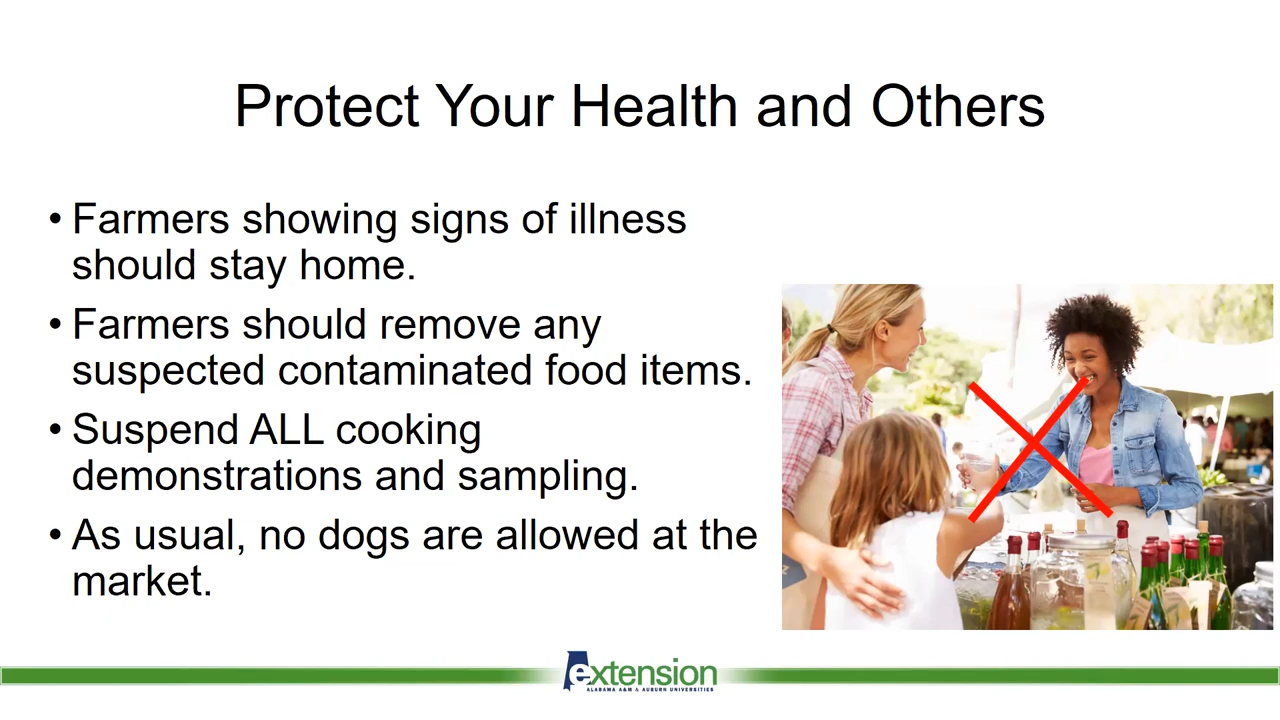 Protect Your Health and Others
• Farmers showing signs of illness
should stay home.
• Farmers should remove any
suspected contaminated food items.
• Suspend ALL cooking
demonstrations and sampling.
• As usual, no dogs are allowed at the
market.
extension
ALABAMA A&M & AUBURN UNIVERSITIES